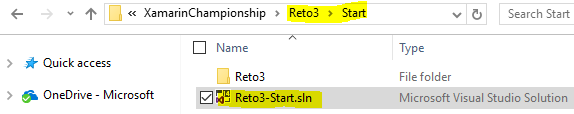 « XamarinChampionship › Reto3 › Start
Search Start
Name Type
Quick access
Reto3 File folder
OneDrive - Microsoft
Reto3-Start.sln Microsoft Visual Studio Solution